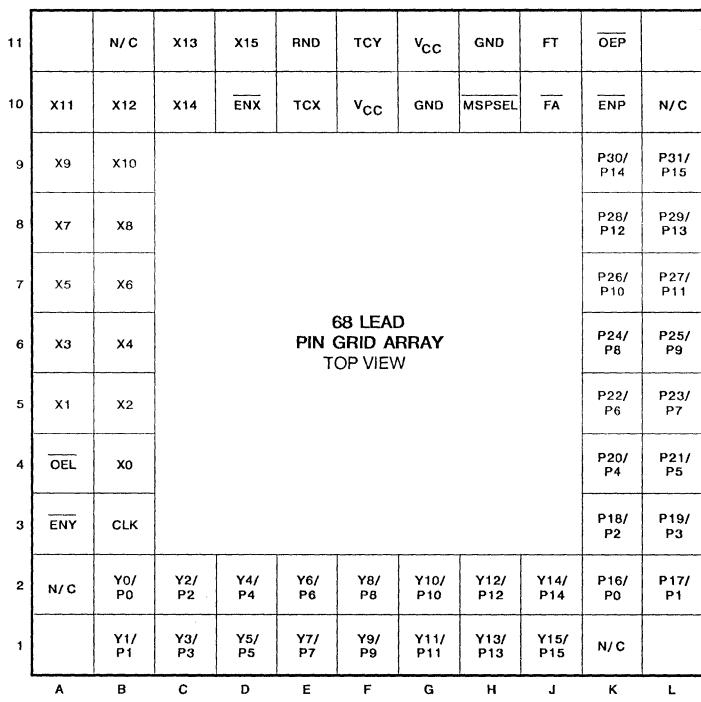 11 N/C X13 X15 RND TCY VCC GND FT OEP
10 X11 X12 X14 ENX TCX VCC GND MSPSEL FA ENP N/C
9 X9 X10 P30/ P14 P31/ P15
8 X7 X8 P28/ P12 P29/ P13
7 X5 X6 P26/ P10 P27/ P11
68 LEAD
PIN GRID ARRAY
TOP VIEW
6 X3 X4 P24/ P8 P25/ P9
5 X1 X2 P22/ P6 P23/ P7
4 OEL X0 P20/ P4 P21/ P5
3 ENY CLK P18/ P2 P19/ P3
2 N/C Y0/ P0 Y2/ P2 Y4/ P4 Y6/ P6 Y8/ P8 Y10/ P10 Y12/ P12 Y14/ P14 P16/ P0 P17/ P1
1 Y1/ P1 Y3/ P3 Y5/ P5 Y7/ P7 Y9/ P9 Y11/ P11 Y13/ P13 Y15/ P15 N/C
A B C D E F G H J K L